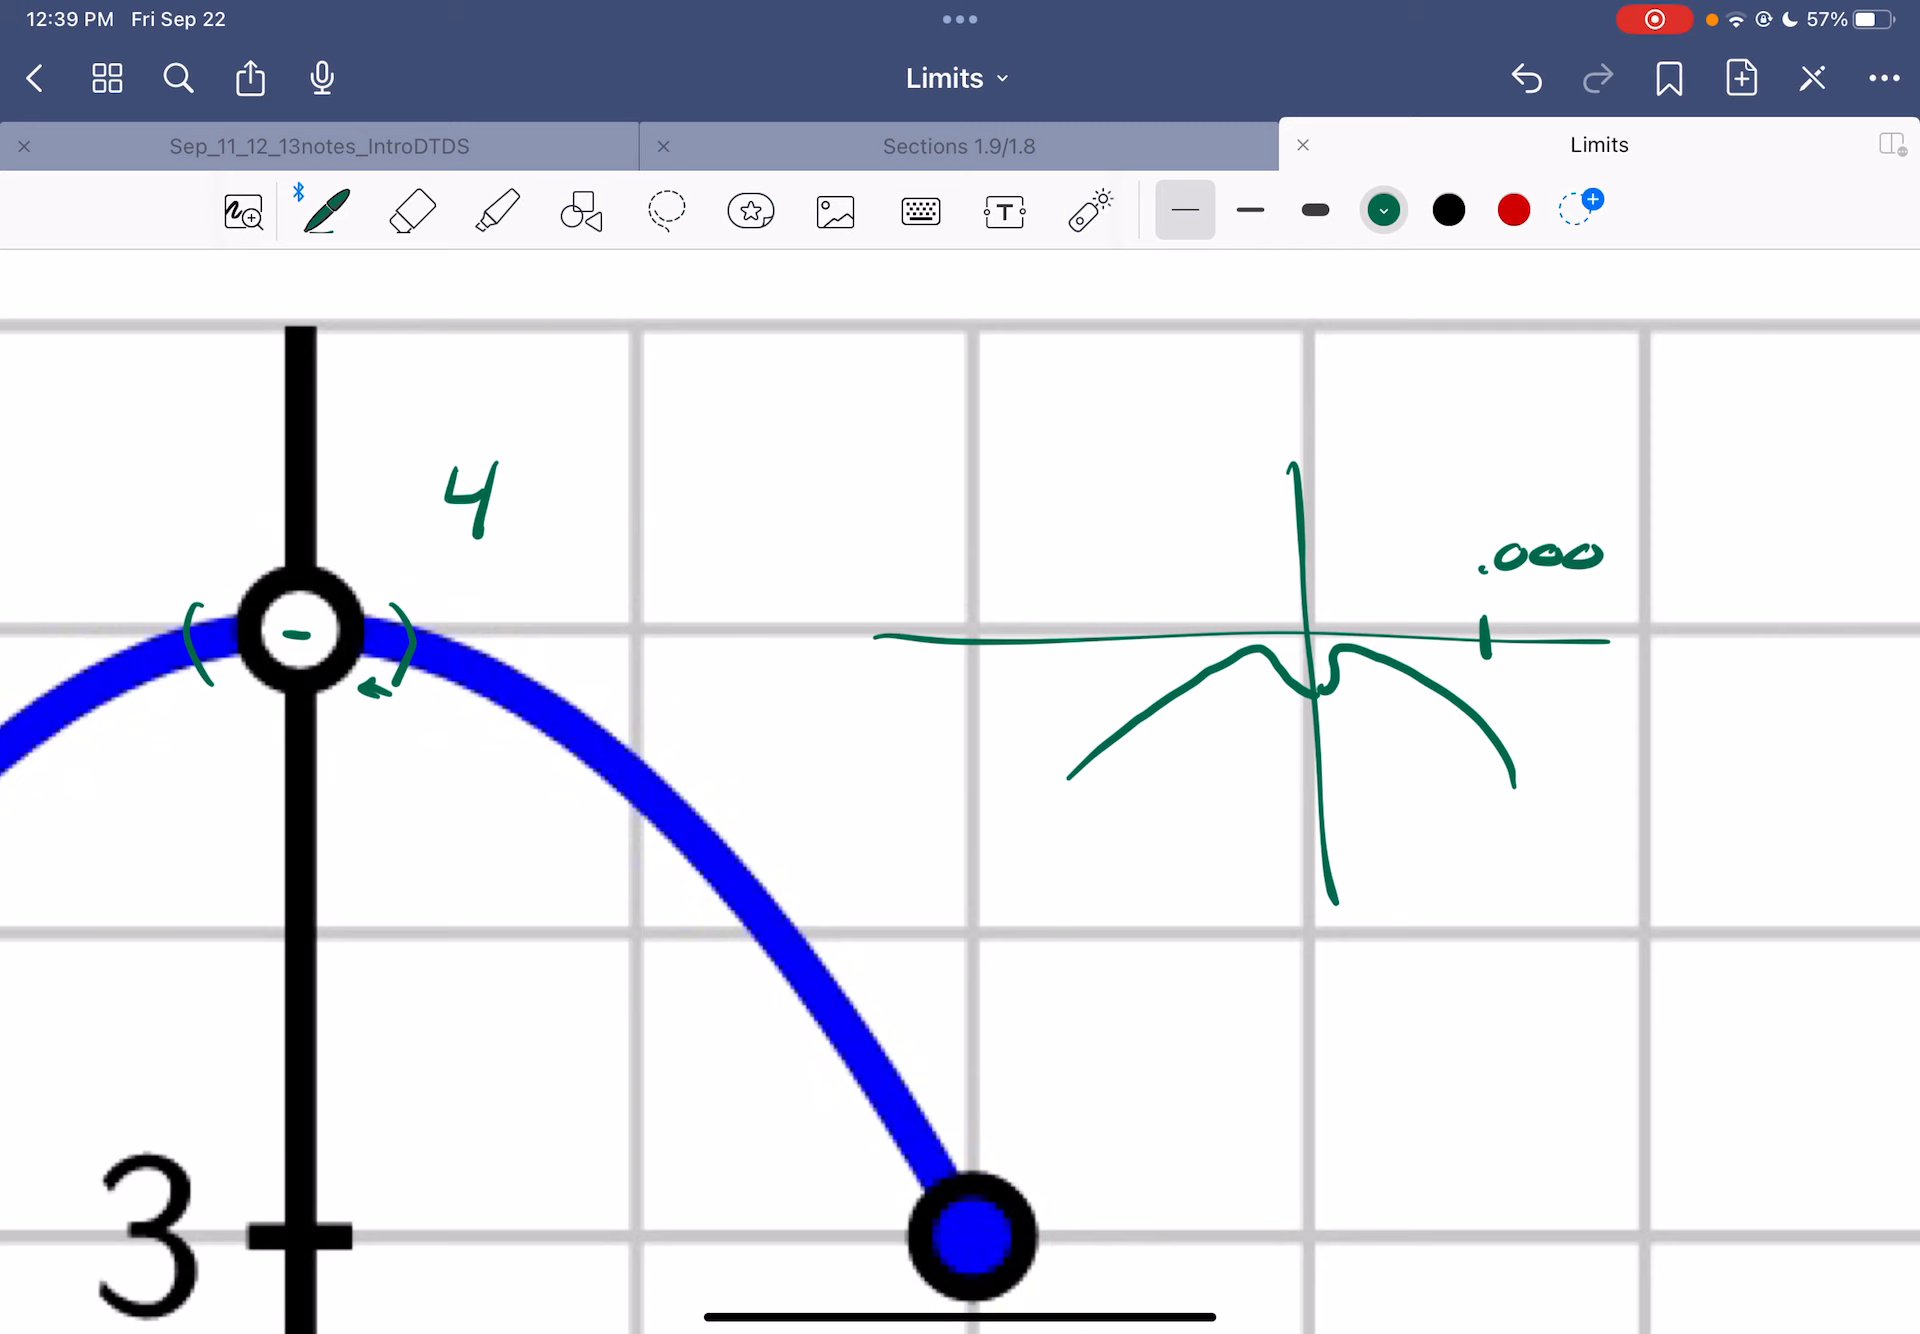 12:39 PM Fri Sep 22
57%
Limits
Sep_11_12_13notes_IntroDTDS
Sections 1.9/1.8
Limits
T
4
.000
3